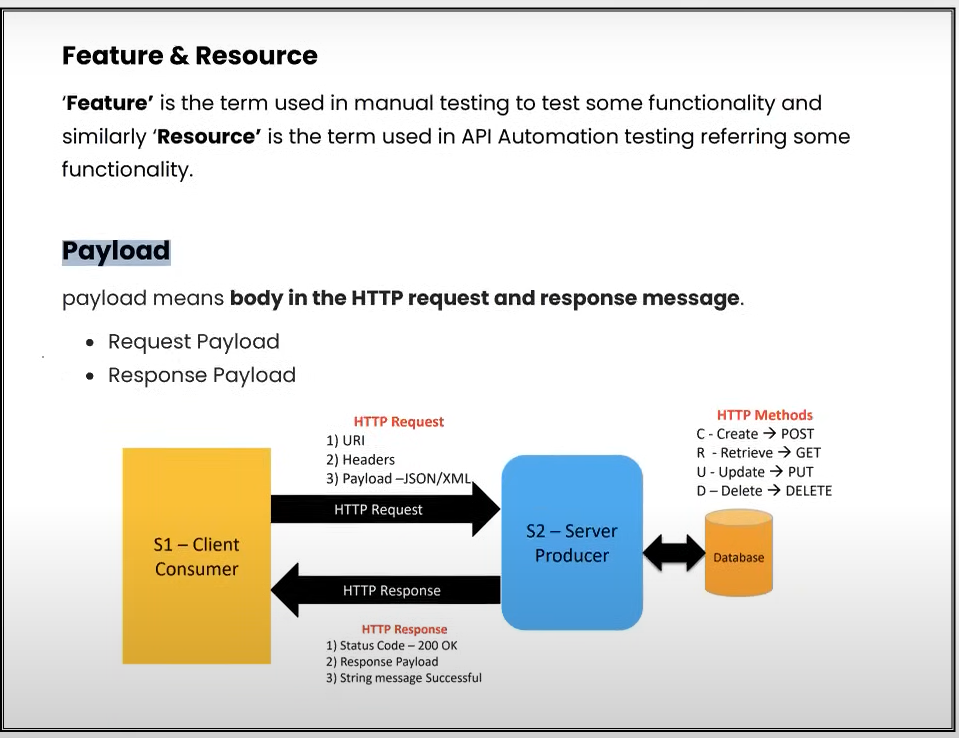 Feature & Resource
‘Feature’ is the term used in manual testing to test some functionality and
similarly ‘Resource’ is the term used in API Automation testing referring some
functionality.
Payload
payload means body in the HTTP request and response message.
• Request Payload
• Response Payload
HTTP Request
1) URI
2) Headers
3) Payload –JSON/XML
HTTP Request
S1 – Client
Consumer
S2 – Server
Producer
HTTP Methods
C - Create → POST
R - Retrieve → GET
U - Update → PUT
D – Delete → DELETE
Database
HTTP Response
HTTP Response
1) Status Code – 200 OK
2) Response Payload
3) String message Successful